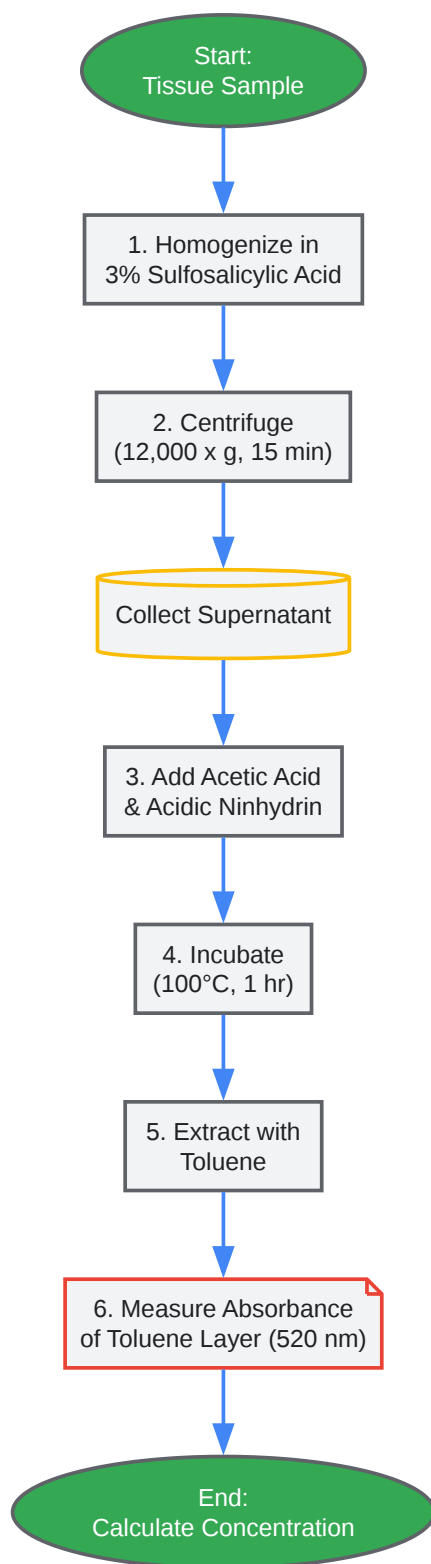 Start:
Tissue Sample
1. Homogenize in
3% Sulfosalicylic Acid
2. Centrifuge
(12,000 x g, 15 min)
Collect Supernatant
3. Add Acetic Acid
& Acidic Ninhydrin
4. Incubate
(100°C, 1 hr)
5. Extract with
Toluene
6. Measure Absorbance
of Toluene Layer (520 nm)
End:
Calculate Concentration